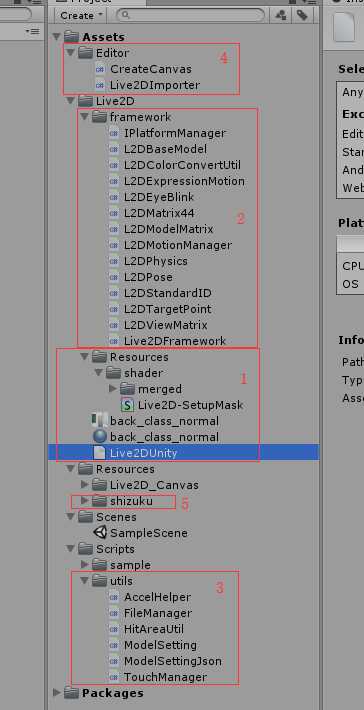 Project
Create
Assets
Editor
CreateCanvas
Live2DImporter
4
Live2D
framework
IPlatformManager
L2DBaseModel
L2DColorConvertUtil
L2DExpressionMotion
L2DEyeBlink
L2DMatrix44
L2DModelMatrix
L2DMotionManager
L2DPhysics
L2DPose
L2DStandardID
L2DTargetPoint
L2DViewMatrix
Live2DFramework
2
Resources
shader
merged
Live2D-SetupMask
back_class_normal
back_class_normal
Live2DUnity
1
Resources
Live2D_Canvas
shizuku
5
Scenes
SampleScene
Scripts
sample
utils
AccelHelper
FileManager
HitAreaUtil
ModelSetting
ModelSettingJson
TouchManager
3
Packages
Sele
Any
Exc
Edit
Star
And
Web
Plat
CPU
OS
Info
Path
Type
Asse